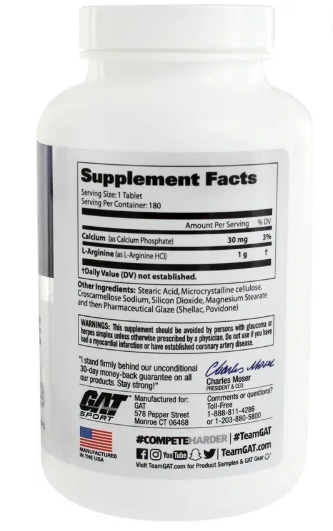 Supplement Facts
Serving Size: 1 Tablet
Serving Per Container: 180
Amount Per Serving % DV
Calcium (as Calcium Phosphate) 30 mg 3%
L-Arginine (as L-Arginine HCl) 1 g †
†Daily Value (DV) not established.
Other Ingredients: Stearic Acid, Microcrystalline cellulose,
Croscarmellose Sodium, Silicon Dioxide, Magnesium Stearate
and then Pharmaceutical Glaze (Shellac, Povidone)
WARNINGS: This supplement should be avoided by persons with glaucoma or
herpes simplex unless otherwise prescribed by a physician. Do not use if you have
had a myocardial infarction or have established coronary artery disease.
"I stand firmly behind our unconditional
30-day money-back guarantee on all
our products. Stay strong!"
Charles Moser
Charles Moser
PRESIDENT & CEO
GAT
SPORT
Manufactured for:
GAT
578 Pepper Street
Monroe CT 06468
Comments or questions?
Toll-Free
1-888-811-4286
or 1-203-880-5800
MANUFACTURED
IN THE USA
#COMPETEHARDER | #TeamGAT
YouTube | TeamGAT.com
Visit TeamGAT.com for Product Samples & GAT Gear